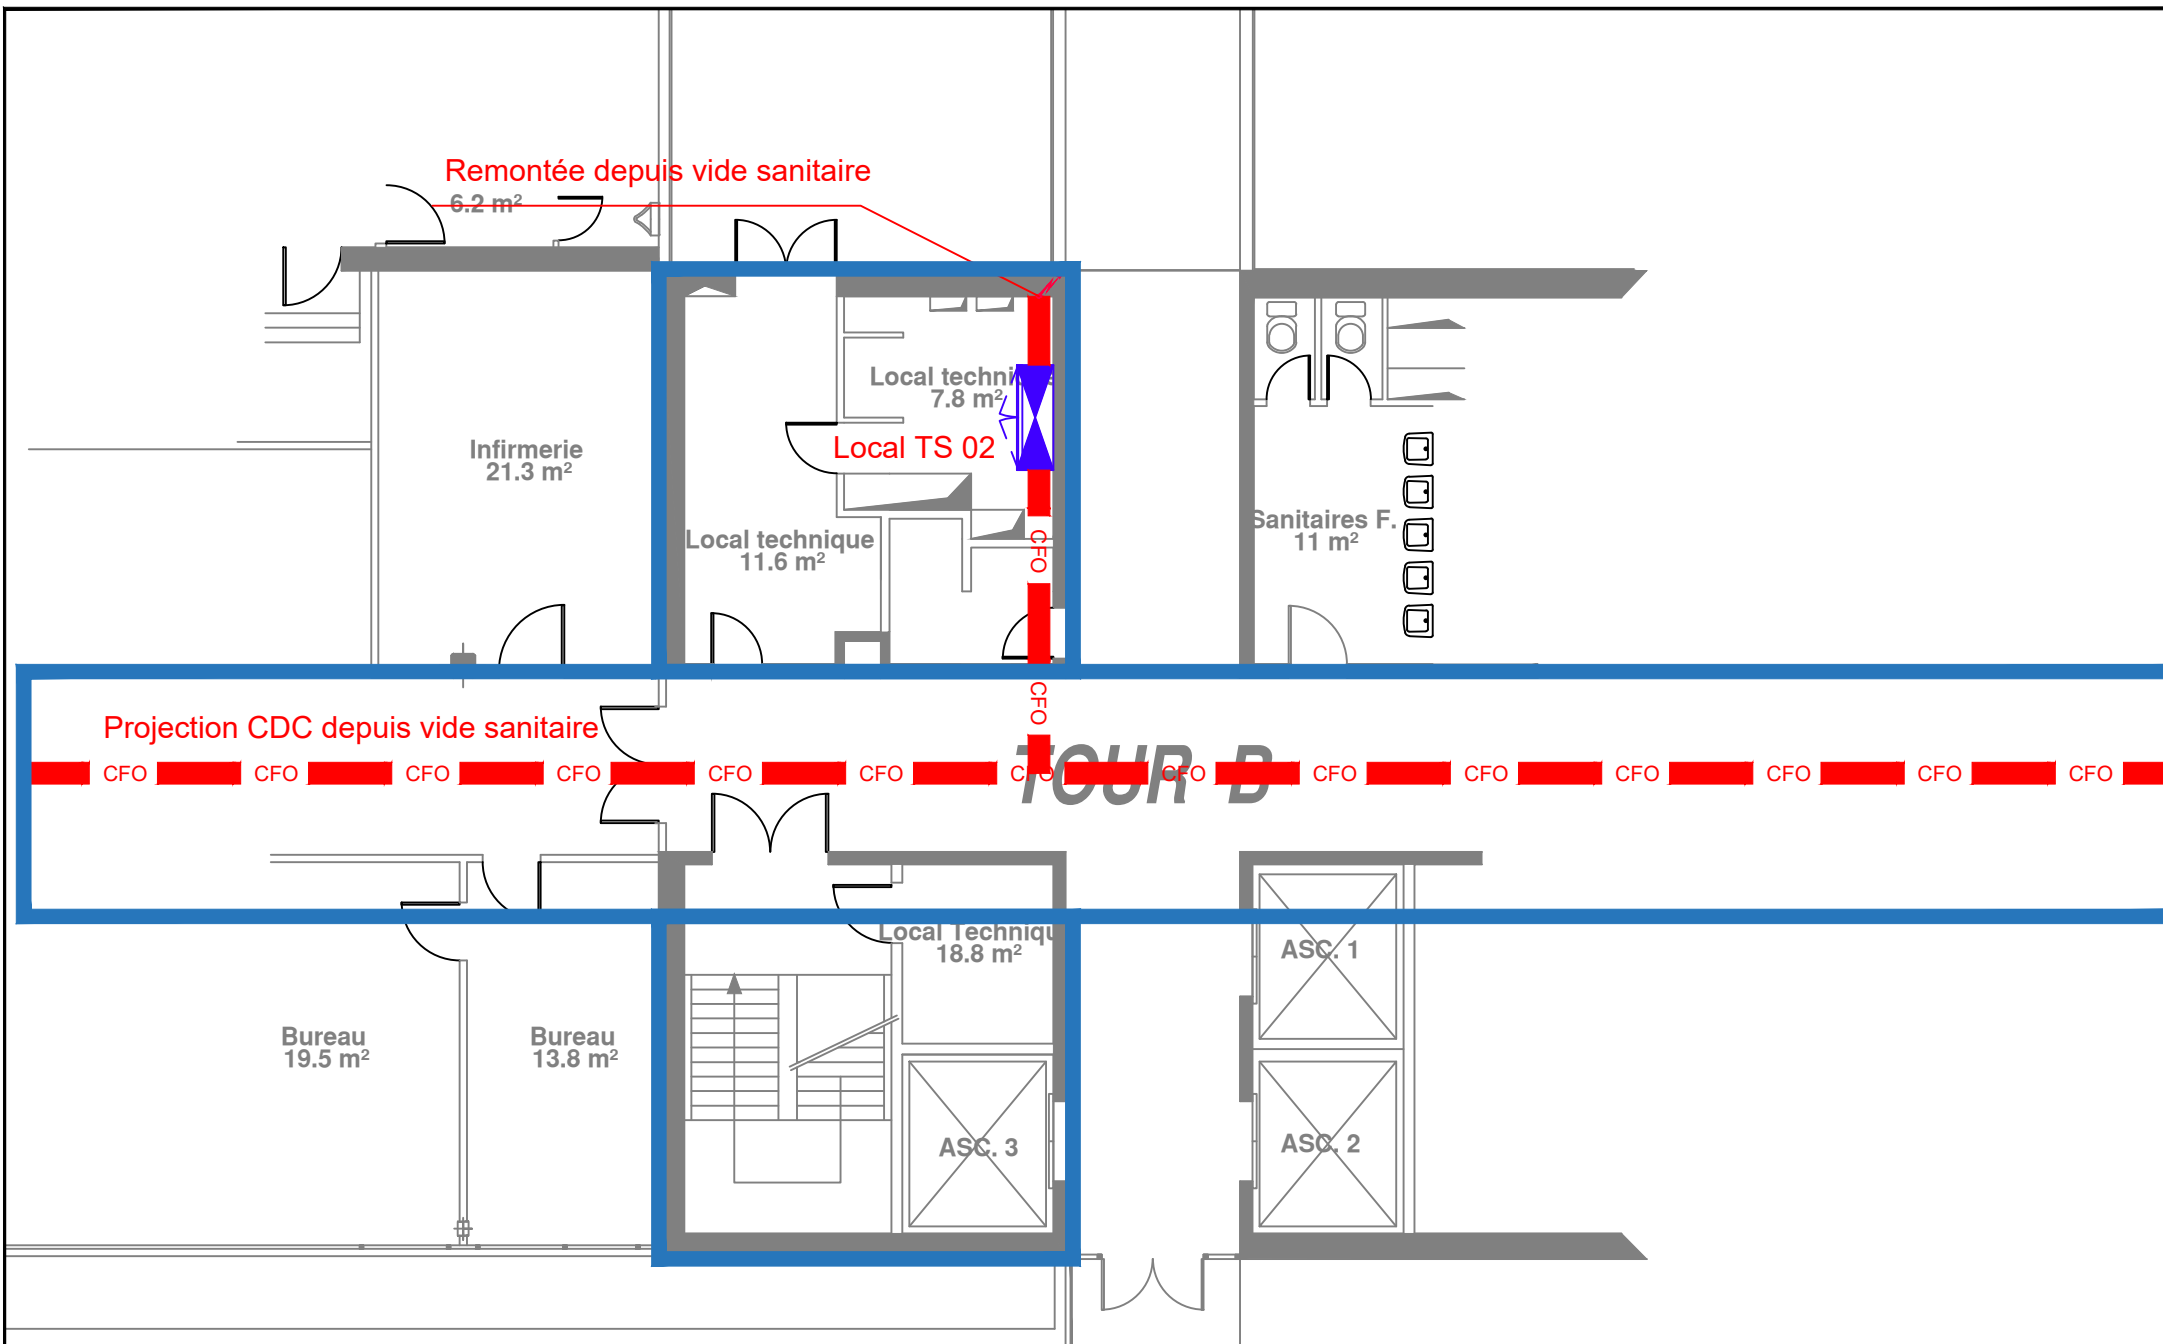 Remontée depuis vide sanitaire
6.2 m²
Local techni
7.8 m²
Local TS 02
Infirmerie
21.3 m²
Local technique
11.6 m²
Sanitaires F.
11 m²
CFO
CFO
Projection CDC depuis vide sanitaire
CFO CFO CFO CFO CFO CFO CFO CFO CFO CFO CFO CFO CFO CFO
TOUR B
Local Techniqu
18.8 m²
ASC. 1
Bureau
19.5 m²
Bureau
13.8 m²
ASC. 3
ASC. 2